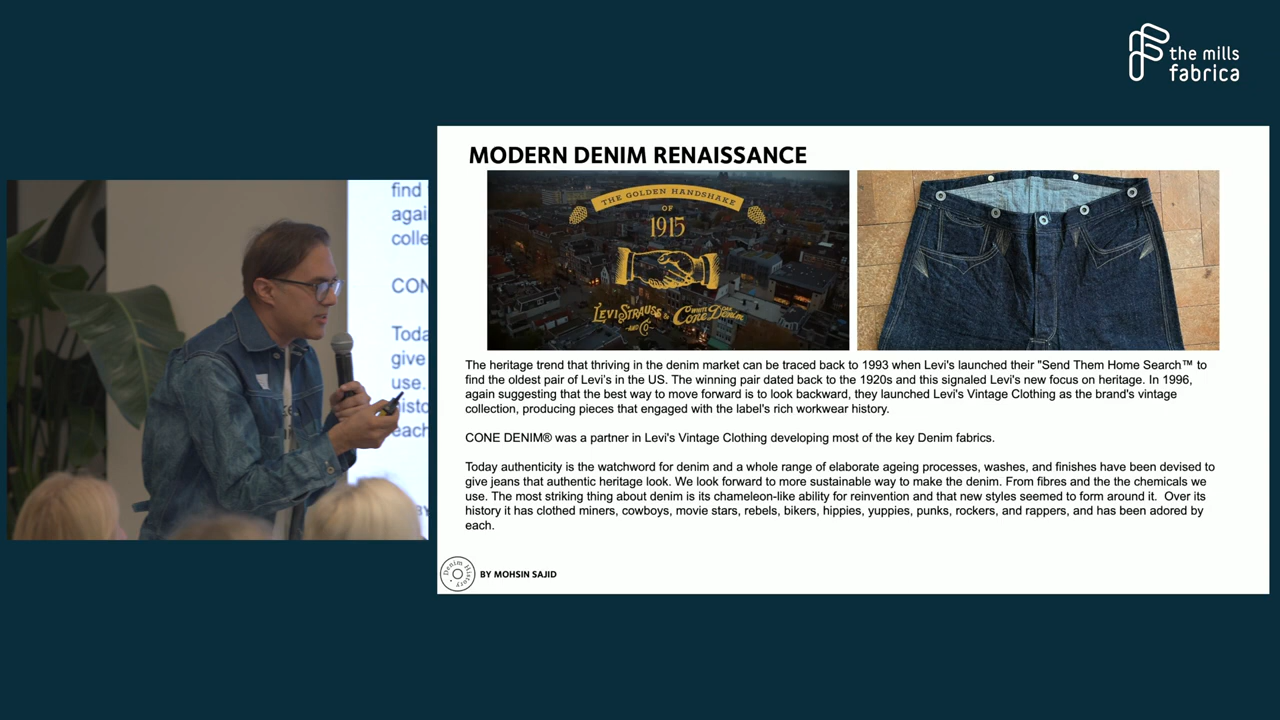 the mills
fabrica
find
agai
colle
CON
Toda
give
use.
histo
each
MODERN DENIM RENAISSANCE
THE GOLDEN HANDSHAKE
OF
1915
LEVI STRAUSS & CONE DENIM
AND CO
WHITE OAK
The heritage trend that thriving in the denim market can be traced back to 1993 when Levi's launched their "Send Them Home Search™ to
find the oldest pair of Levi's in the US. The winning pair dated back to the 1920s and this signaled Levi's new focus on heritage. In 1996,
again suggesting that the best way to move forward is to look backward, they launched Levi's Vintage Clothing as the brand's vintage
collection, producing pieces that engaged with the label's rich workwear history.
CONE DENIM® was a partner in Levi's Vintage Clothing developing most of the key Denim fabrics.
Today authenticity is the watchword for denim and a whole range of elaborate ageing processes, washes, and finishes have been devised to
give jeans that authentic heritage look. We look forward to more sustainable way to make the denim. From fibres and the the chemicals we
use. The most striking thing about denim is its chameleon-like ability for reinvention and that new styles seemed to form around it. Over its
history it has clothed miners, cowboys, movie stars, rebels, bikers, hippies, yuppies, punks, rockers, and rappers, and has been adored by
each.
Denim History
BY MOHSIN SAJID